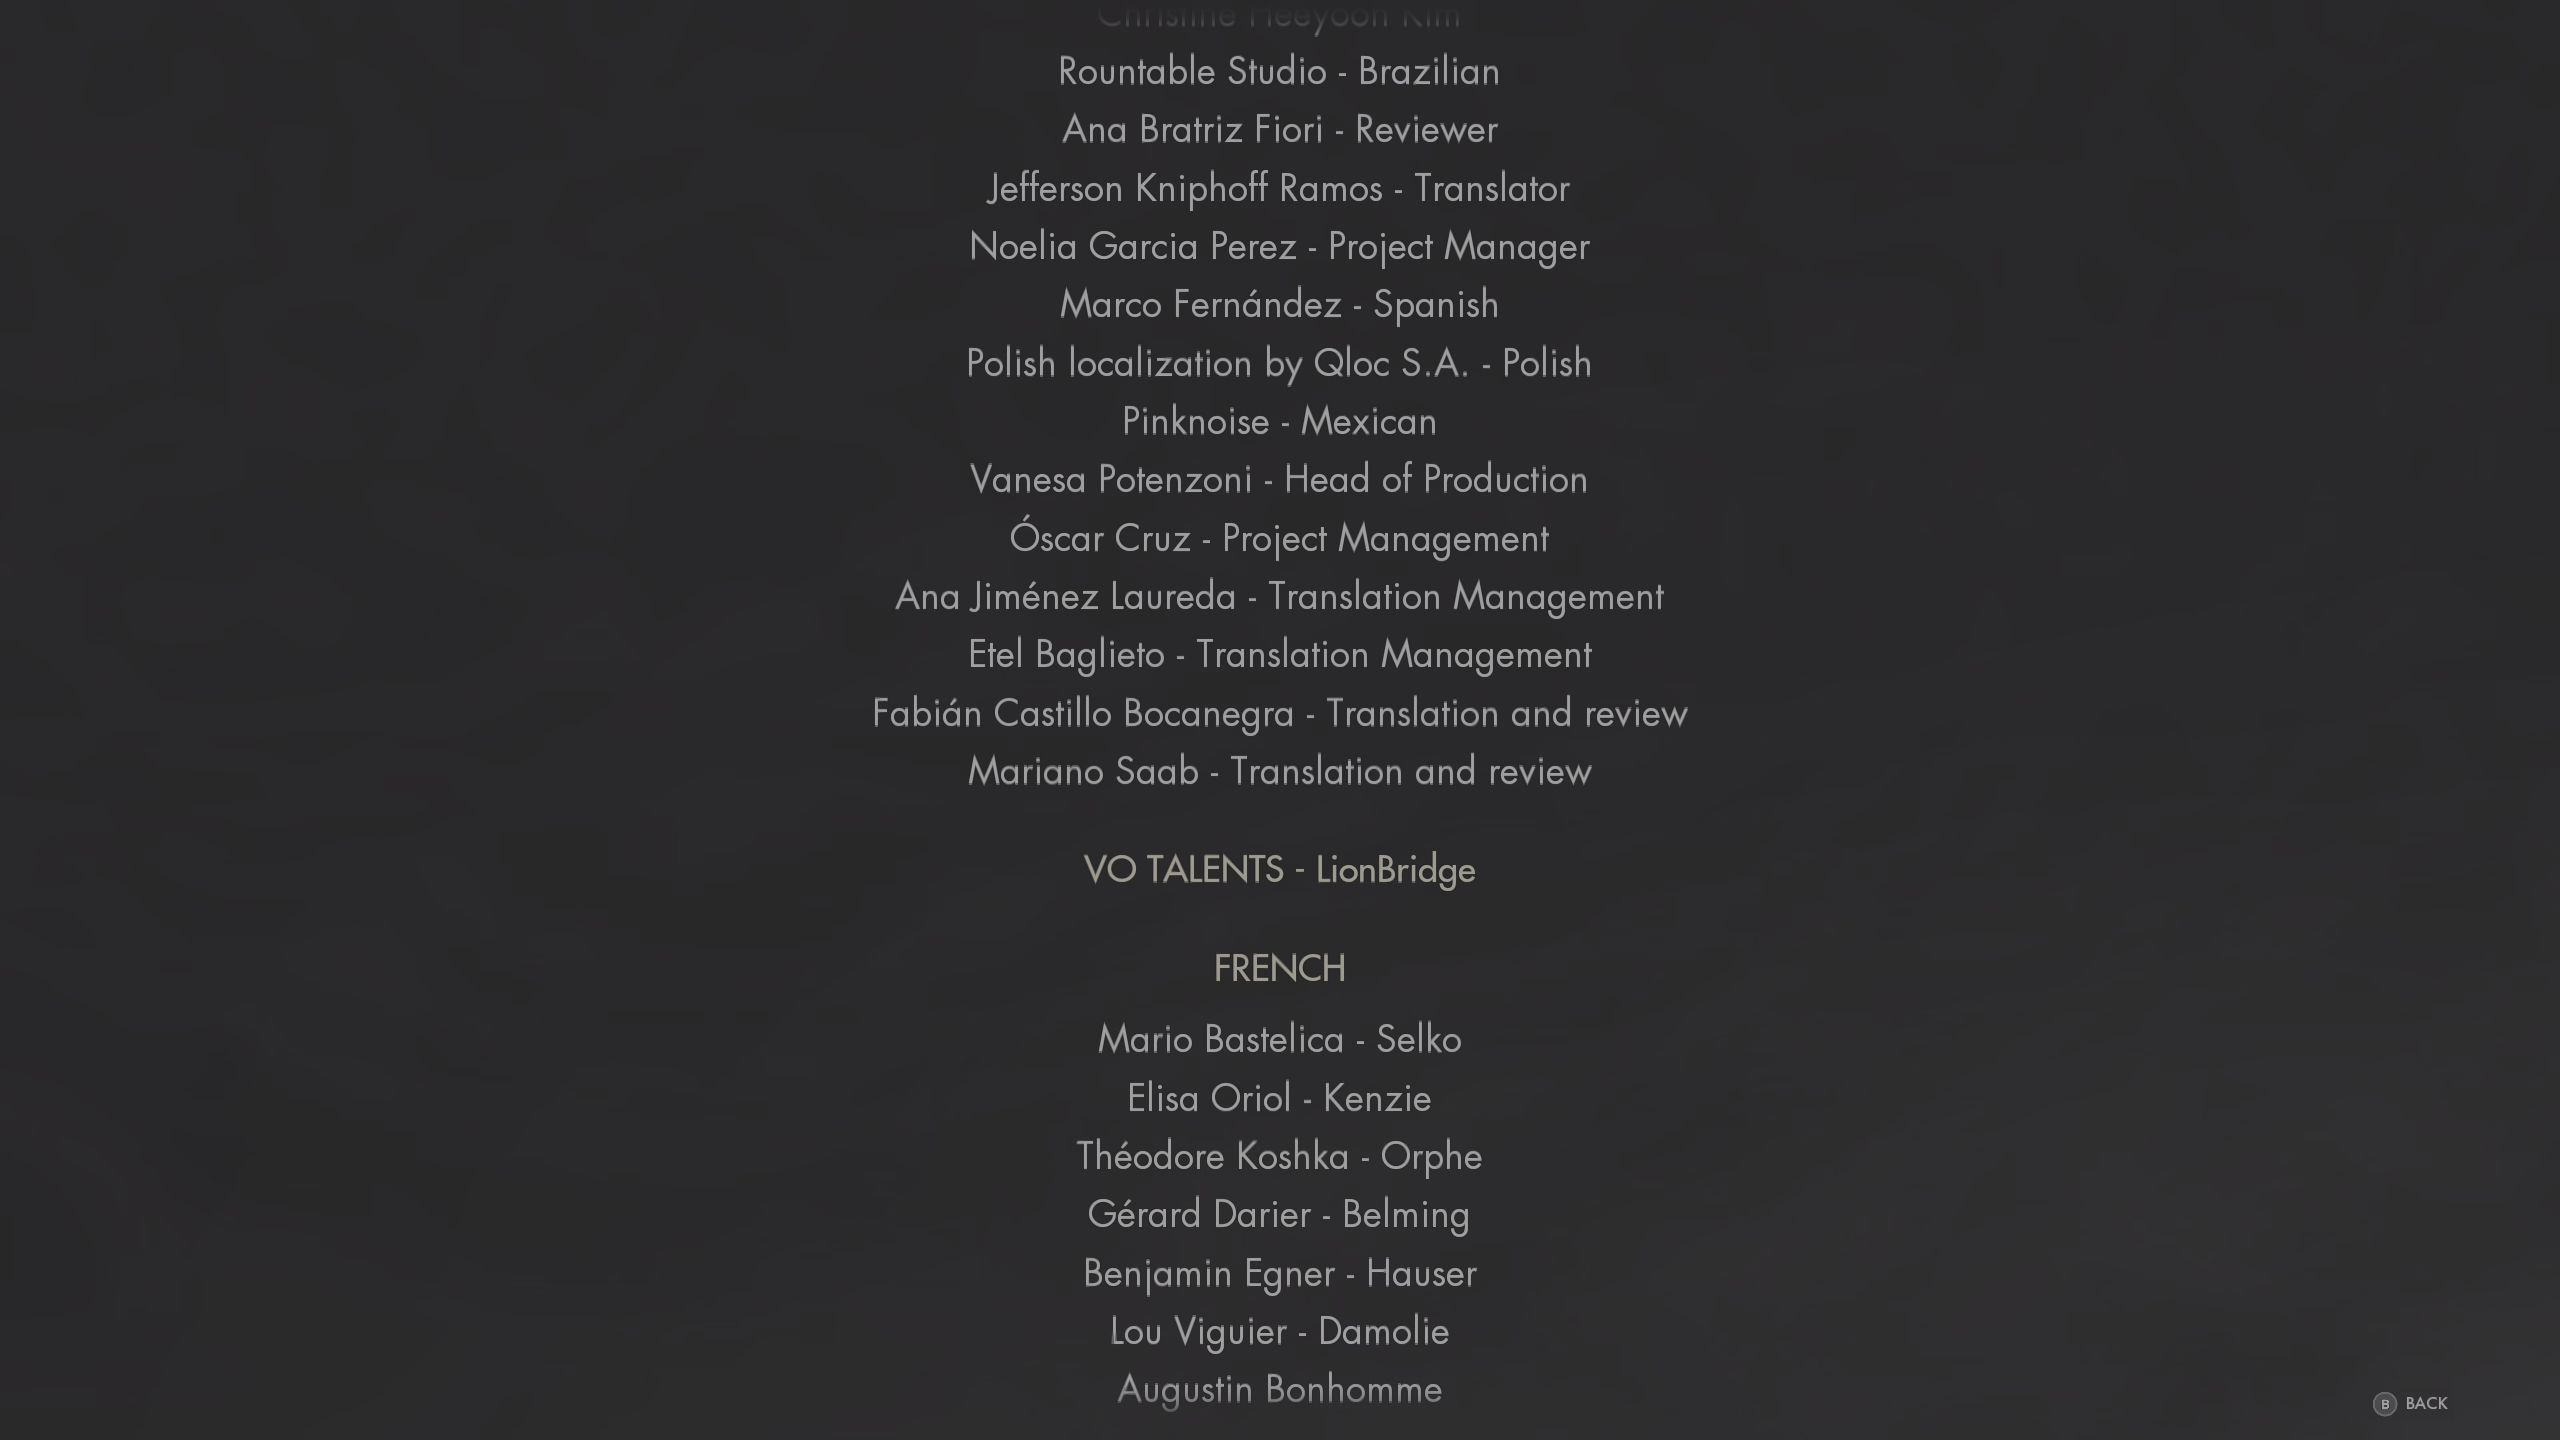 Christine Heeyoon Kim
Rountable Studio - Brazilian
Ana Bratriz Fiori - Reviewer
Jefferson Kniphoff Ramos - Translator
Noelia Garcia Perez - Project Manager
Marco Fernández - Spanish
Polish localization by Qloc S.A. - Polish
Pinknoise - Mexican
Vanesa Potenzoni - Head of Production
Óscar Cruz - Project Management
Ana Jiménez Laureda - Translation Management
Etel Baglieto - Translation Management
Fabián Castillo Bocanegra - Translation and review
Mariano Saab - Translation and review
VO TALENTS - LionBridge
FRENCH
Mario Bastelica - Selko
Elisa Oriol - Kenzie
Théodore Koshka - Orphe
Gérard Darier - Belming
Benjamin Egner - Hauser
Lou Viguier - Damolie
Augustin Bonhomme
B BACK